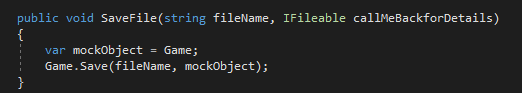 public void SaveFile(string fileName, IFileable callMeBackforDetails)
{
var mockObject = Game;
Game.Save(fileName, mockObject);
}